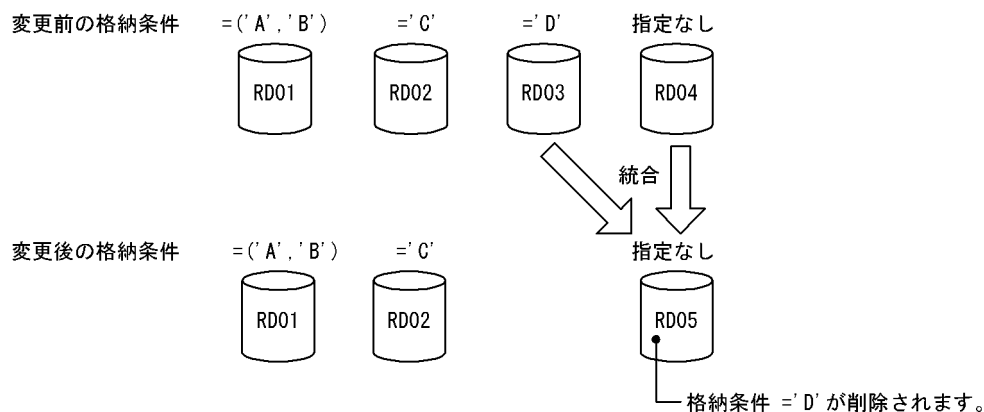 変更前の格納条件 =('A','B') ='C' ='D' 指定なし
RD01 RD02 RD03 RD04
統合
変更後の格納条件 =('A','B') ='C' 指定なし
RD01 RD02 RD05
格納条件 ='D'が削除されます。